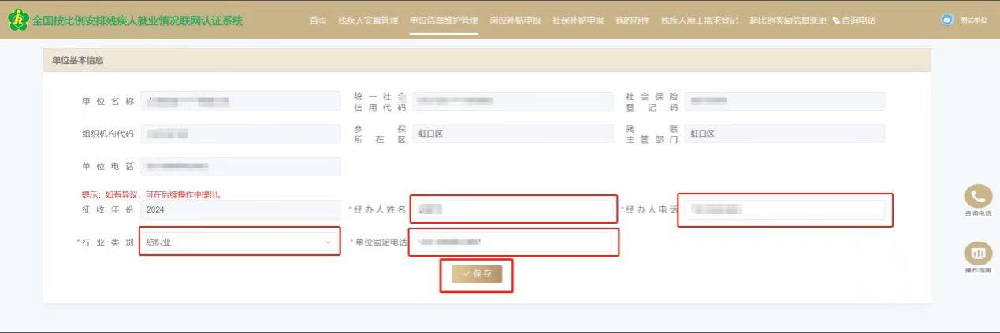 全国按比例安排残疾人就业情况联网认证系统 首页 残疾人安置管理 单位信息维护管理 岗位补贴申报 社保补贴申报 我的办件 残疾人用工需求登记 超比例奖励信息变更 咨询电话 测试单位
单位基本信息
单位名称 统一社会信用代码 社会保险登记码
组织机构代码 参保所在区 虹口区 残联主管部门 虹口区
单位电话
提示：如有异议，可在后续操作中提出。
征收年份 2024 *经办人姓名 *经办人电话
*行业类别 纺织业 *单位固定电话
保存
咨询电话
操作指南